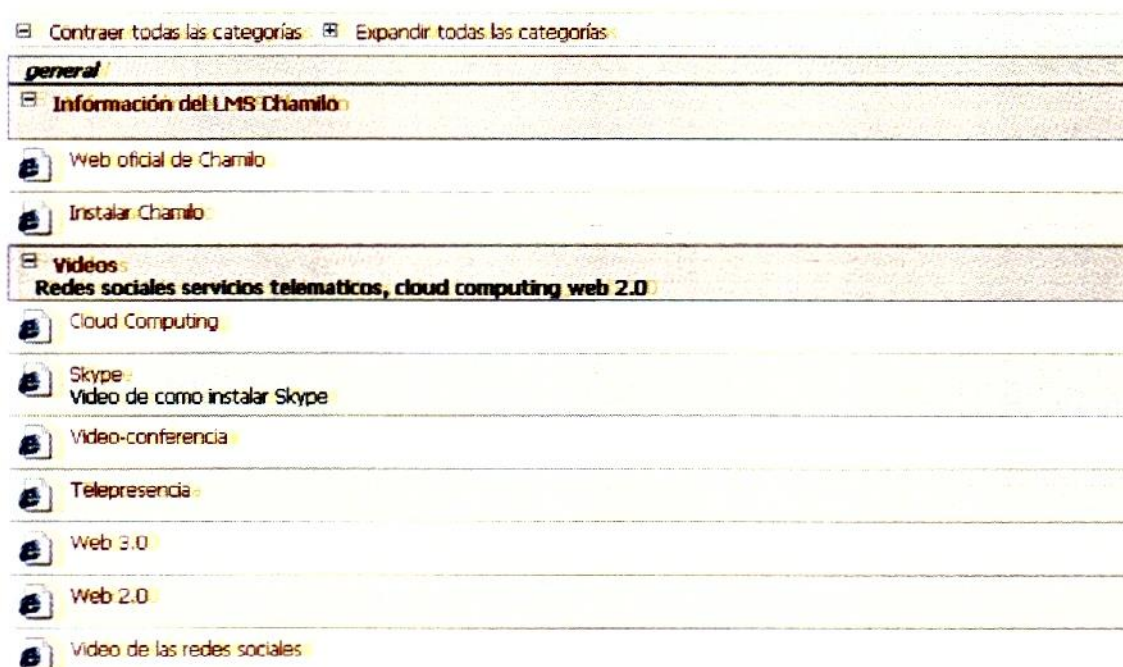 Contraer todas las categorías Expandir todas las categorías
general
Información del LMS Chamilo
Web oficial de Chamilo
Instalar Chamilo
Videos
Redes sociales servicios telematicos, cloud computing web 2.0
Cloud Computing
Skype
Video de como instalar Skype
Video-conferencia
Telepresencia
Web 3.0
Web 2.0
Video de las redes sociales